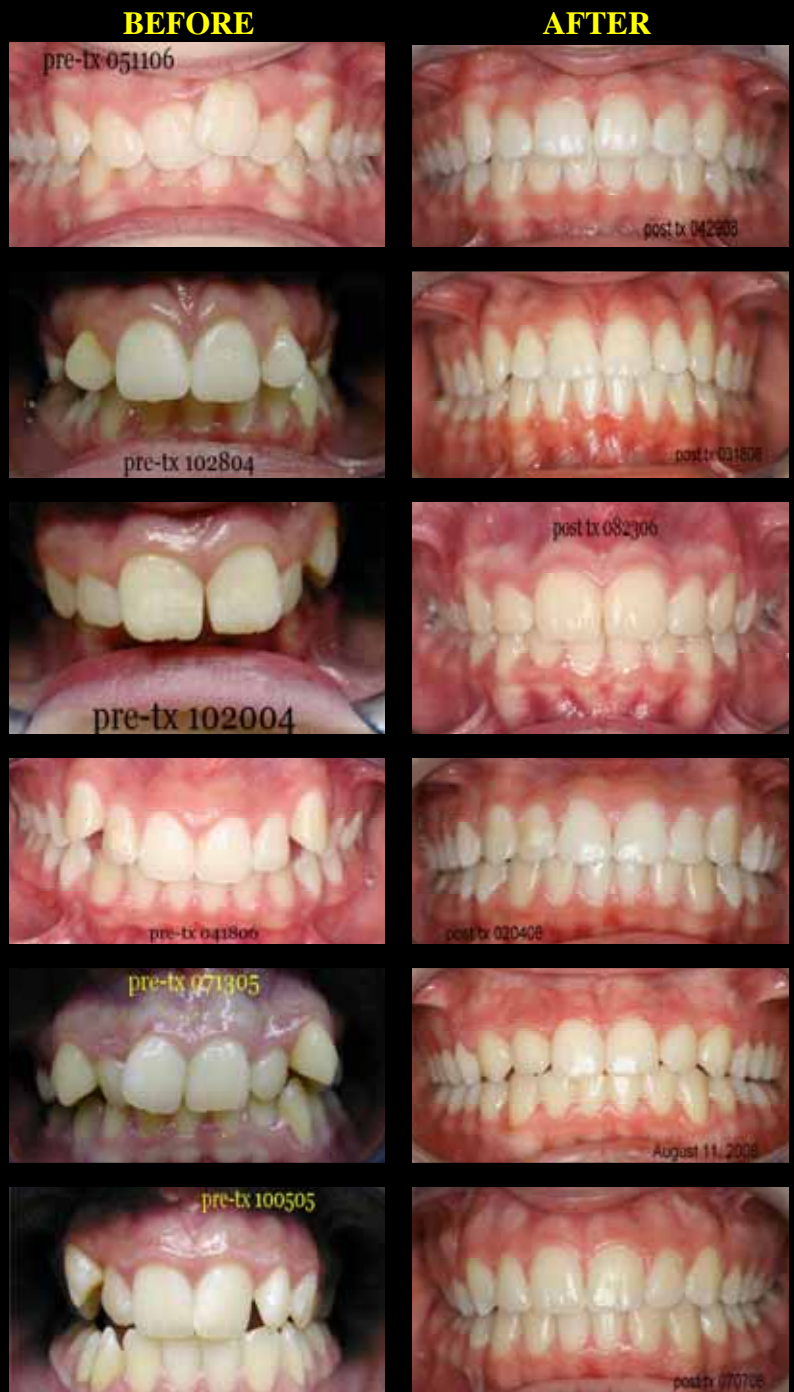 BEFORE
AFTER
pre-tx 051106
post tx 042908
pre-tx 102804
post tx 031808
pre-tx 102004
post tx 082306
pre-tx 041806
post tx 020408
pre-tx 071305
August 11, 2008
pre-tx 100505
post tx 070708